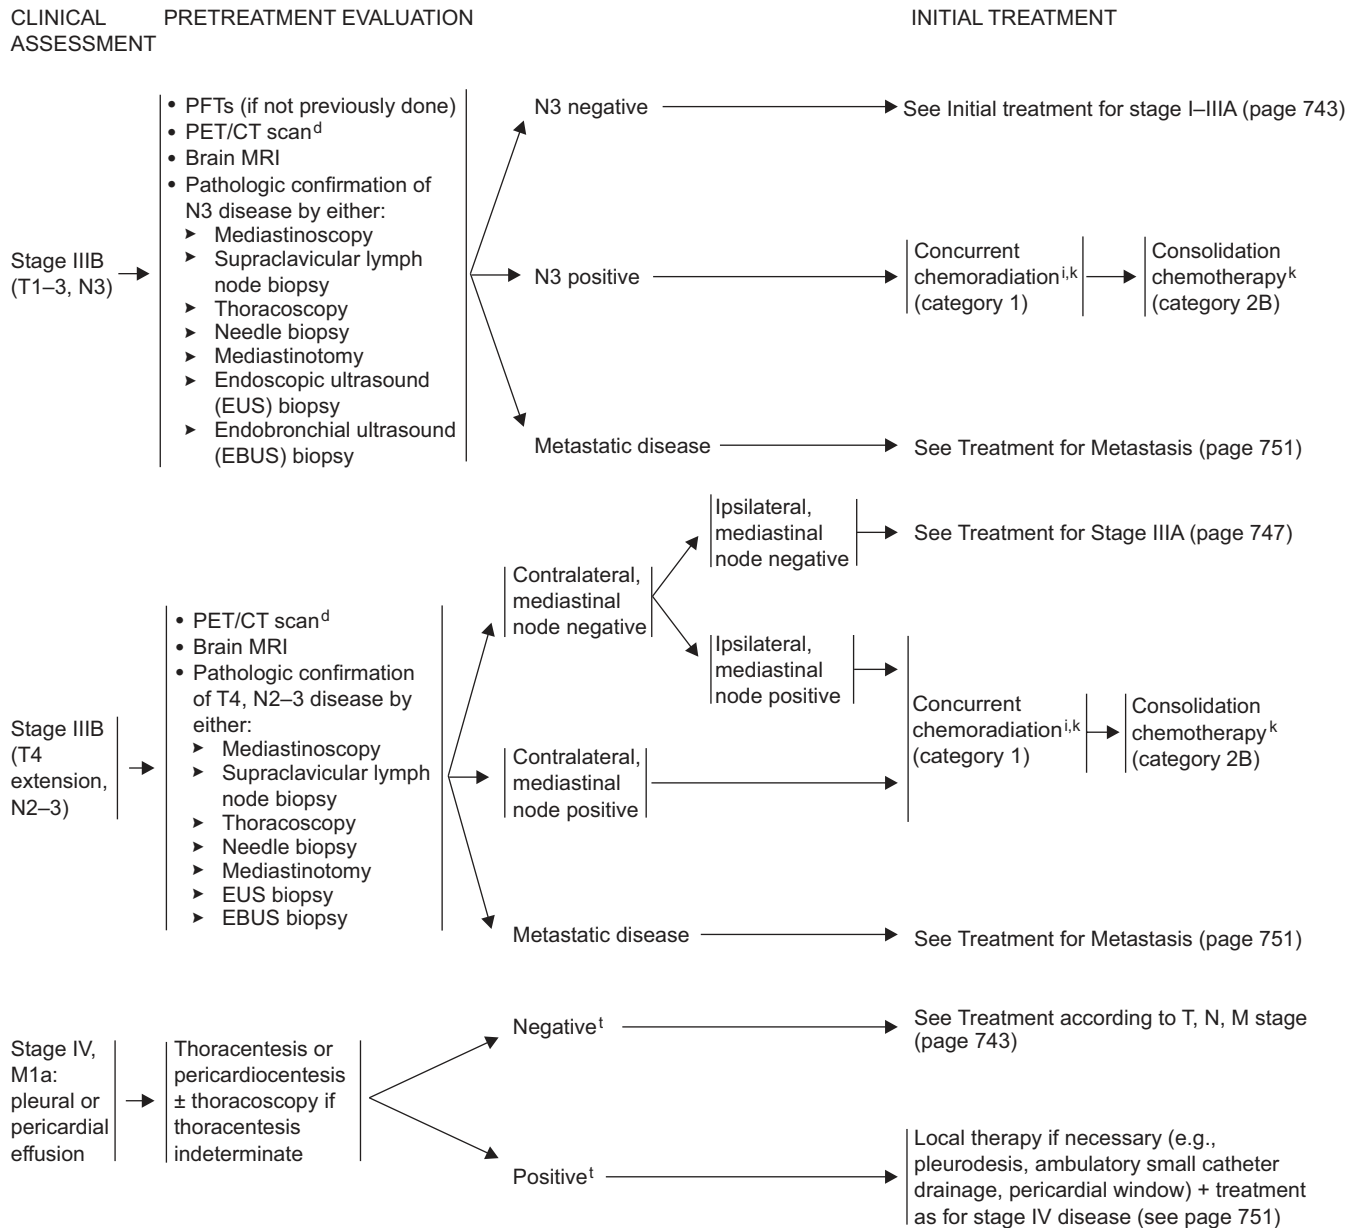 CLINICAL
ASSESSMENT
PRETREATMENT EVALUATION
INITIAL TREATMENT
Stage IIIB
(T1–3, N3)
• PFTs (if not previously done)
• PET/CT scand
• Brain MRI
• Pathologic confirmation of
N3 disease by either:
➤ Mediastinoscopy
➤ Supraclavicular lymph
node biopsy
➤ Thoracoscopy
➤ Needle biopsy
➤ Mediastinotomy
➤ Endoscopic ultrasound
(EUS) biopsy
➤ Endobronchial ultrasound
(EBUS) biopsy
N3 negative
See Initial treatment for stage I–IIIA (page 743)
N3 positive
Concurrent
chemoradiationi,k
(category 1)
Consolidation
chemotherapyk
(category 2B)
Metastatic disease
See Treatment for Metastasis (page 751)
Stage IIIB
(T4
extension,
N2–3)
• PET/CT scand
• Brain MRI
• Pathologic confirmation
of T4, N2–3 disease by
either:
➤ Mediastinoscopy
➤ Supraclavicular lymph
node biopsy
➤ Thoracoscopy
➤ Needle biopsy
➤ Mediastinotomy
➤ EUS biopsy
➤ EBUS biopsy
Contralateral,
mediastinal
node negative
Ipsilateral,
mediastinal
node negative
See Treatment for Stage IIIA (page 747)
Ipsilateral,
mediastinal
node positive
Contralateral,
mediastinal
node positive
Concurrent
chemoradiationi,k
(category 1)
Consolidation
chemotherapyk
(category 2B)
Metastatic disease
See Treatment for Metastasis (page 751)
Stage IV,
M1a:
pleural or
pericardial
effusion
Thoracentesis or
pericardiocentesis
± thoracoscopy if
thoracentesis
indeterminate
Negativet
See Treatment according to T, N, M stage
(page 743)
Positivet
Local therapy if necessary (e.g.,
pleurodesis, ambulatory small catheter
drainage, pericardial window) + treatment
as for stage IV disease (see page 751)